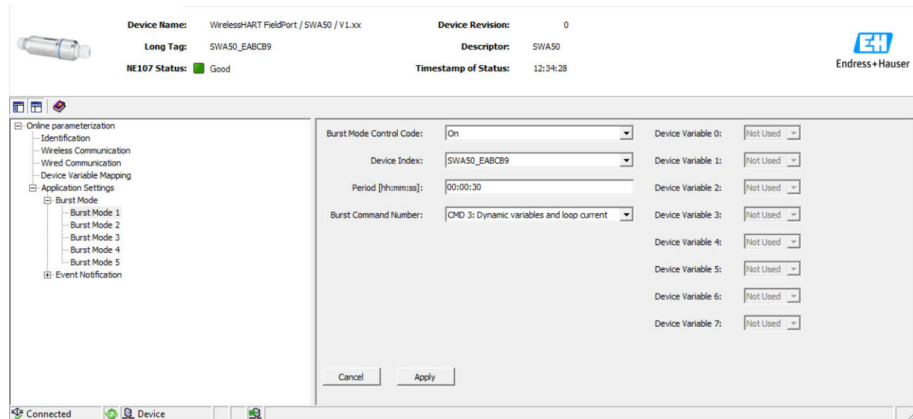 Device Name: WirelessHART FieldPort / SWA50 / V1.xx Device Revision: 0
Long Tag: SWA50_EABCB9 Descriptor: SWA50
NE107 Status: Good Timestamp of Status: 12:34:28
EH
Endress+Hauser
Online parameterization
Identification
Wireless Communication
Wired Communication
Device Variable Mapping
Application Settings
Burst Mode
Burst Mode 1
Burst Mode 2
Burst Mode 3
Burst Mode 4
Burst Mode 5
Event Notification
Burst Mode Control Code: On
Device Index: SWA50_EABCB9
Period [hh:mm:ss]: 00:00:30
Burst Command Number: CMD 3: Dynamic variables and loop current
Device Variable 0: Not Used
Device Variable 1: Not Used
Device Variable 2: Not Used
Device Variable 3: Not Used
Device Variable 4: Not Used
Device Variable 5: Not Used
Device Variable 6: Not Used
Device Variable 7: Not Used
Cancel Apply
Connected Device